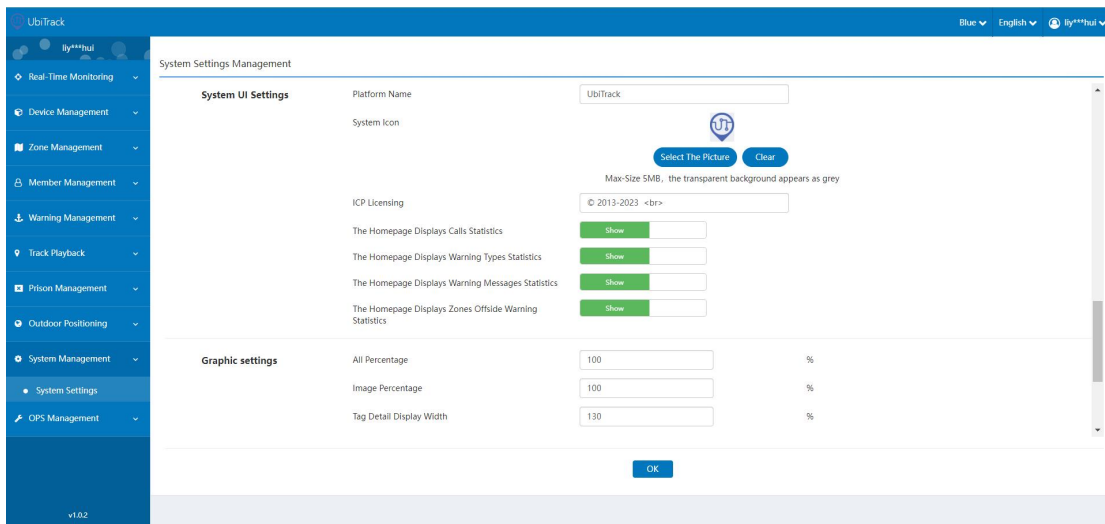 UbiTrack
Blue English liy***hui
liy***hui
Real-Time Monitoring
Device Management
Zone Management
Member Management
Warning Management
Track Playback
Prison Management
Outdoor Positioning
System Management
System Settings
OPS Management
v1.0.2
System Settings Management
System UI Settings
Platform Name UbiTrack
System Icon UT
Select The Picture Clear
Max-Size 5MB, the transparent background appears as grey
ICP Licensing © 2013-2023 <br>
The Homepage Displays Calls Statistics Show
The Homepage Displays Warning Types Statistics Show
The Homepage Displays Warning Messages Statistics Show
The Homepage Displays Zones Offside Warning
Statistics Show
Graphic settings
All Percentage 100 %
Image Percentage 100 %
Tag Detail Display Width 130 %
OK